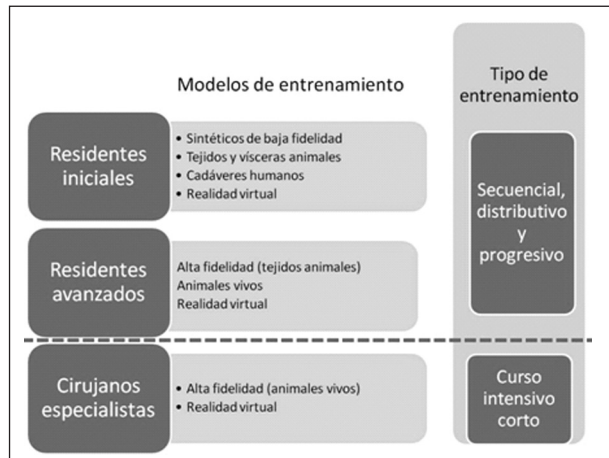 Modelos de entrenamiento
Tipo de
entrenamiento
Residentes
iniciales
• Sintéticos de baja fidelidad
• Tejidos y vísceras animales
• Cadáveres humanos
• Realidad virtual
Residentes
avanzados
Alta fidelidad (tejidos animales)
Animales vivos
Realidad virtual
Secuencial,
distributivo
y
progresivo
Cirujanos
especialistas
• Alta fidelidad (animales vivos)
• Realidad virtual
Curso
intensivo
corto